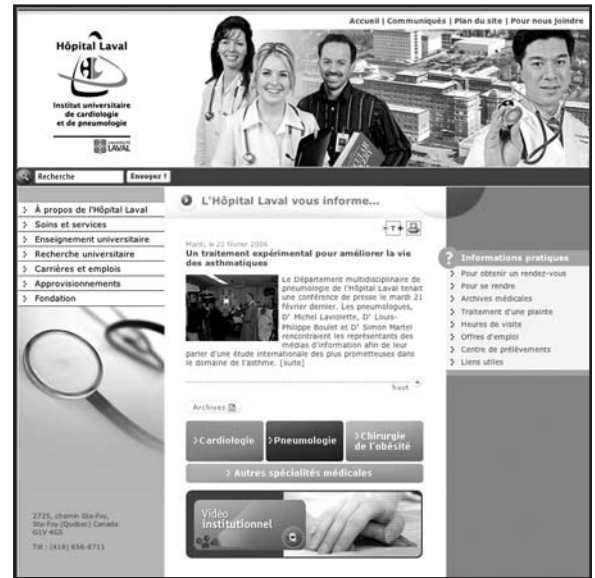 Accueil | Communiqués | Plan du site | Pour nous joindre
Hôpital Laval
Institut universitaire
de cardiologie
et de pneumologie
UNIVERSITÉ
LAVAL
Recherche
Envoyez !
À propos de l'Hôpital Laval
Soins et services
Enseignement universitaire
Recherche universitaire
Carrières et emplois
Approvisionnements
Fondation
2725, chemin Ste-Foy,
Ste-Foy (Québec) Canada
G1V 4G5
Tél : (418) 656-8711
L'Hôpital Laval vous informe...
- T +
Mardi, le 21 février 2006
Un traitement expérimental pour améliorer la vie
des asthmatiques
Le Département multidisciplinaire de
pneumologie de l'Hôpital Laval tenait
une conférence de presse le mardi 21
février dernier. Les pneumologues,
Dr Michel Laviolette, Dr Louis-
Philippe Boulet et Dr Simon Martel
rencontraient les représentants des
médias d'information afin de leur
parler d'une étude internationale des plus prometteuses dans
le domaine de l'asthme. [suite]
haut
Archives
Cardiologie
Pneumologie
Chirurgie
de l'obésité
Autres spécialités médicales
Vidéo
institutionnel
? Informations pratiques
Pour obtenir un rendez-vous
Pour se rendre
Archives médicales
Traitement d'une plainte
Heures de visite
Offres d'emploi
Centre de prélèvements
Liens utiles